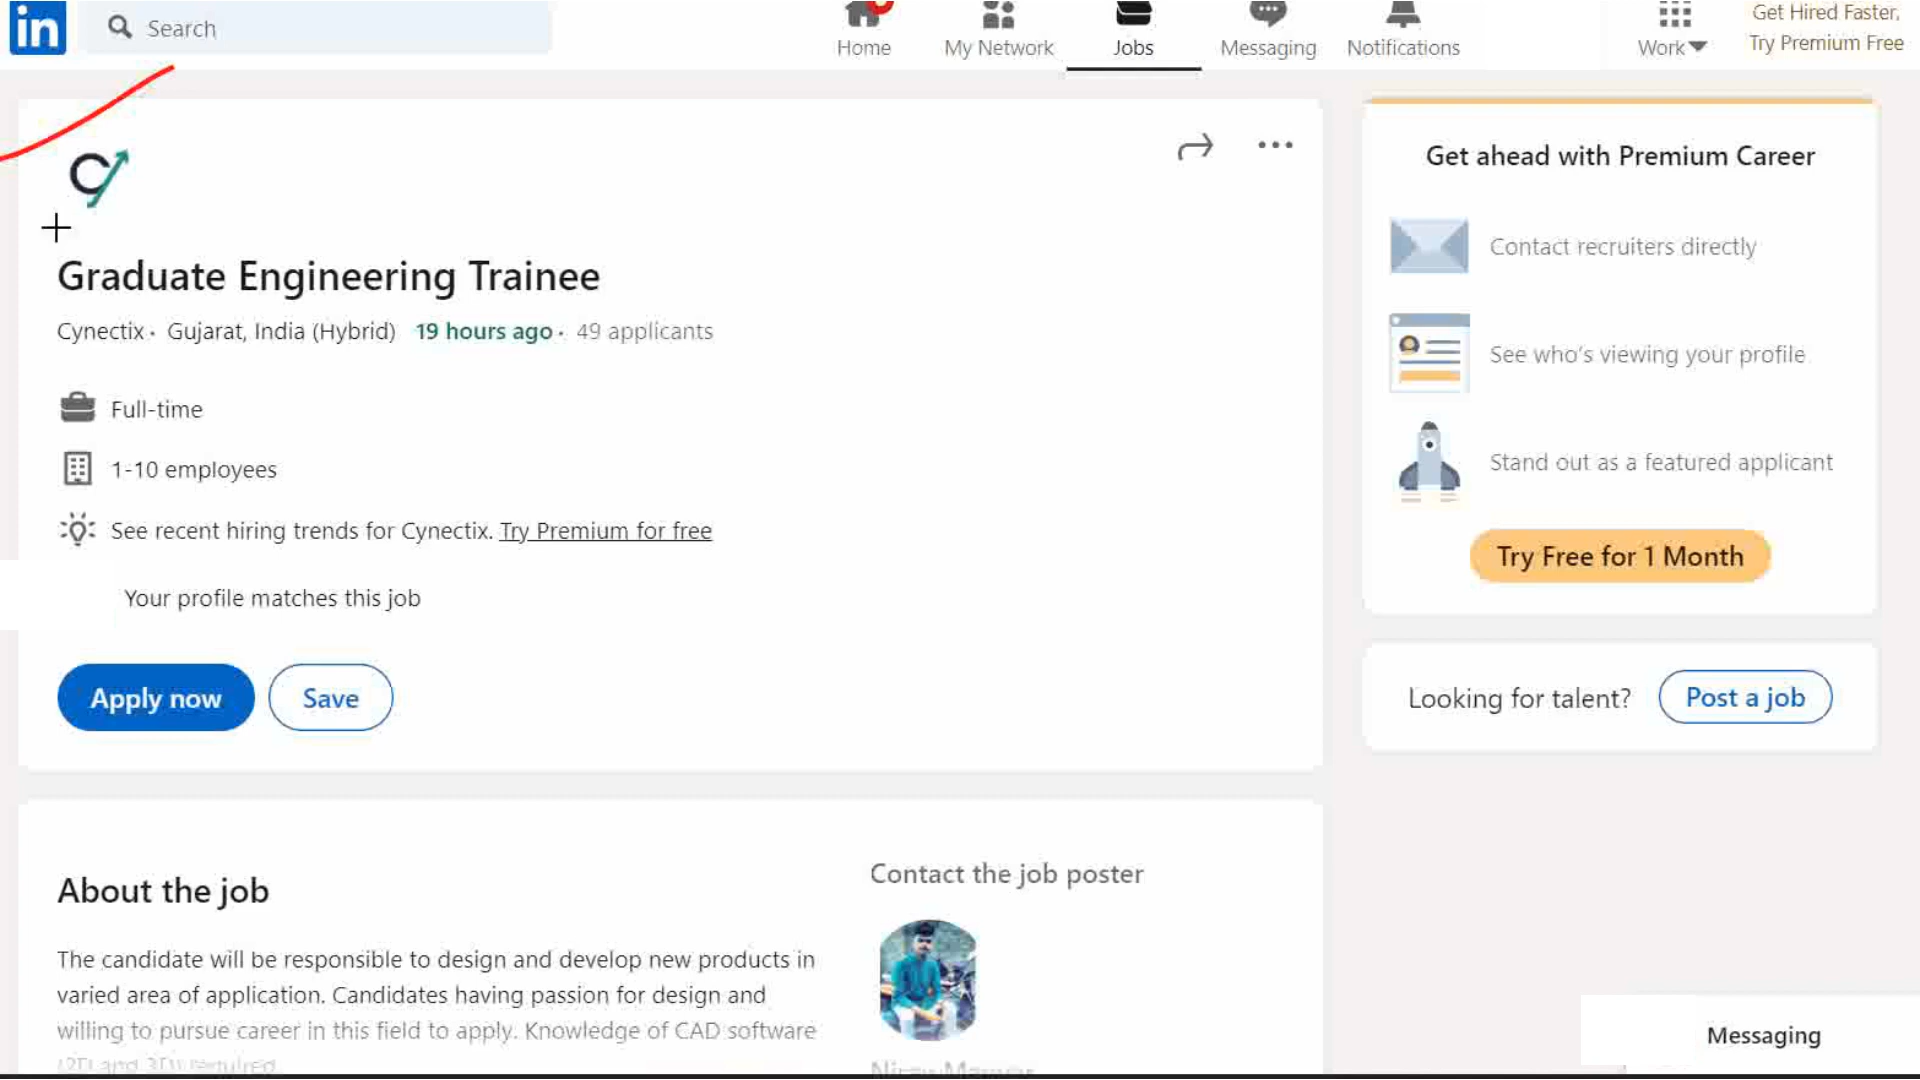 in
Search
Home
My Network
Jobs
Messaging
Notifications
Work
Get Hired Faster,
Try Premium Free
Graduate Engineering Trainee
Cynectix · Gujarat, India (Hybrid) 19 hours ago · 49 applicants
Full-time
1-10 employees
See recent hiring trends for Cynectix. Try Premium for free
Your profile matches this job
Apply now
Save
Get ahead with Premium Career
Contact recruiters directly
See who's viewing your profile
Stand out as a featured applicant
Try Free for 1 Month
Looking for talent?
Post a job
About the job
The candidate will be responsible to design and develop new products in
varied area of application. Candidates having passion for design and
willing to pursue career in this field to apply. Knowledge of CAD software
(2D and 3D) required
Contact the job poster
Messaging